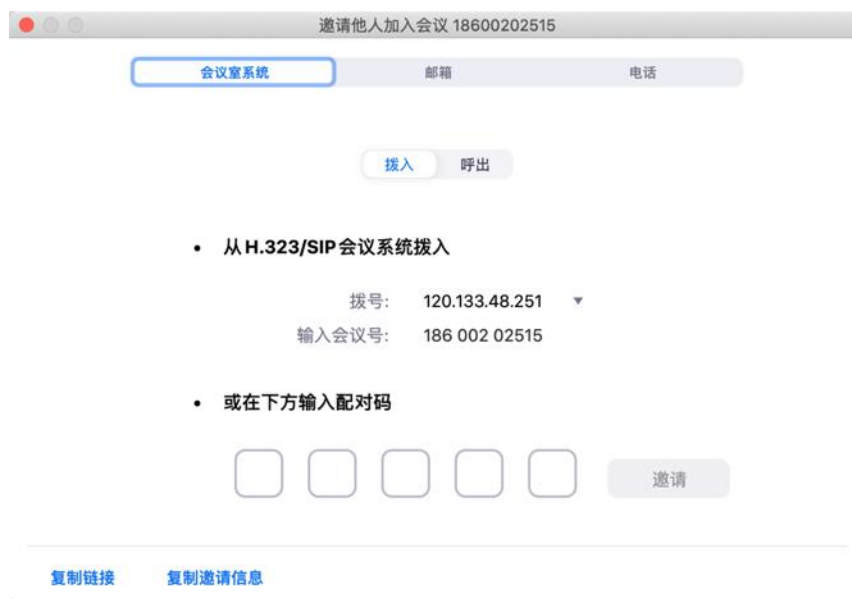 邀请他人加入会议 18600202515
会议室系统 邮箱 电话
拨入 呼出
• 从H.323/SIP会议系统拨入
拨号: 120.133.48.251
输入会议号: 186 002 02515
• 或在下方输入配对码
邀请
复制链接 复制邀请信息